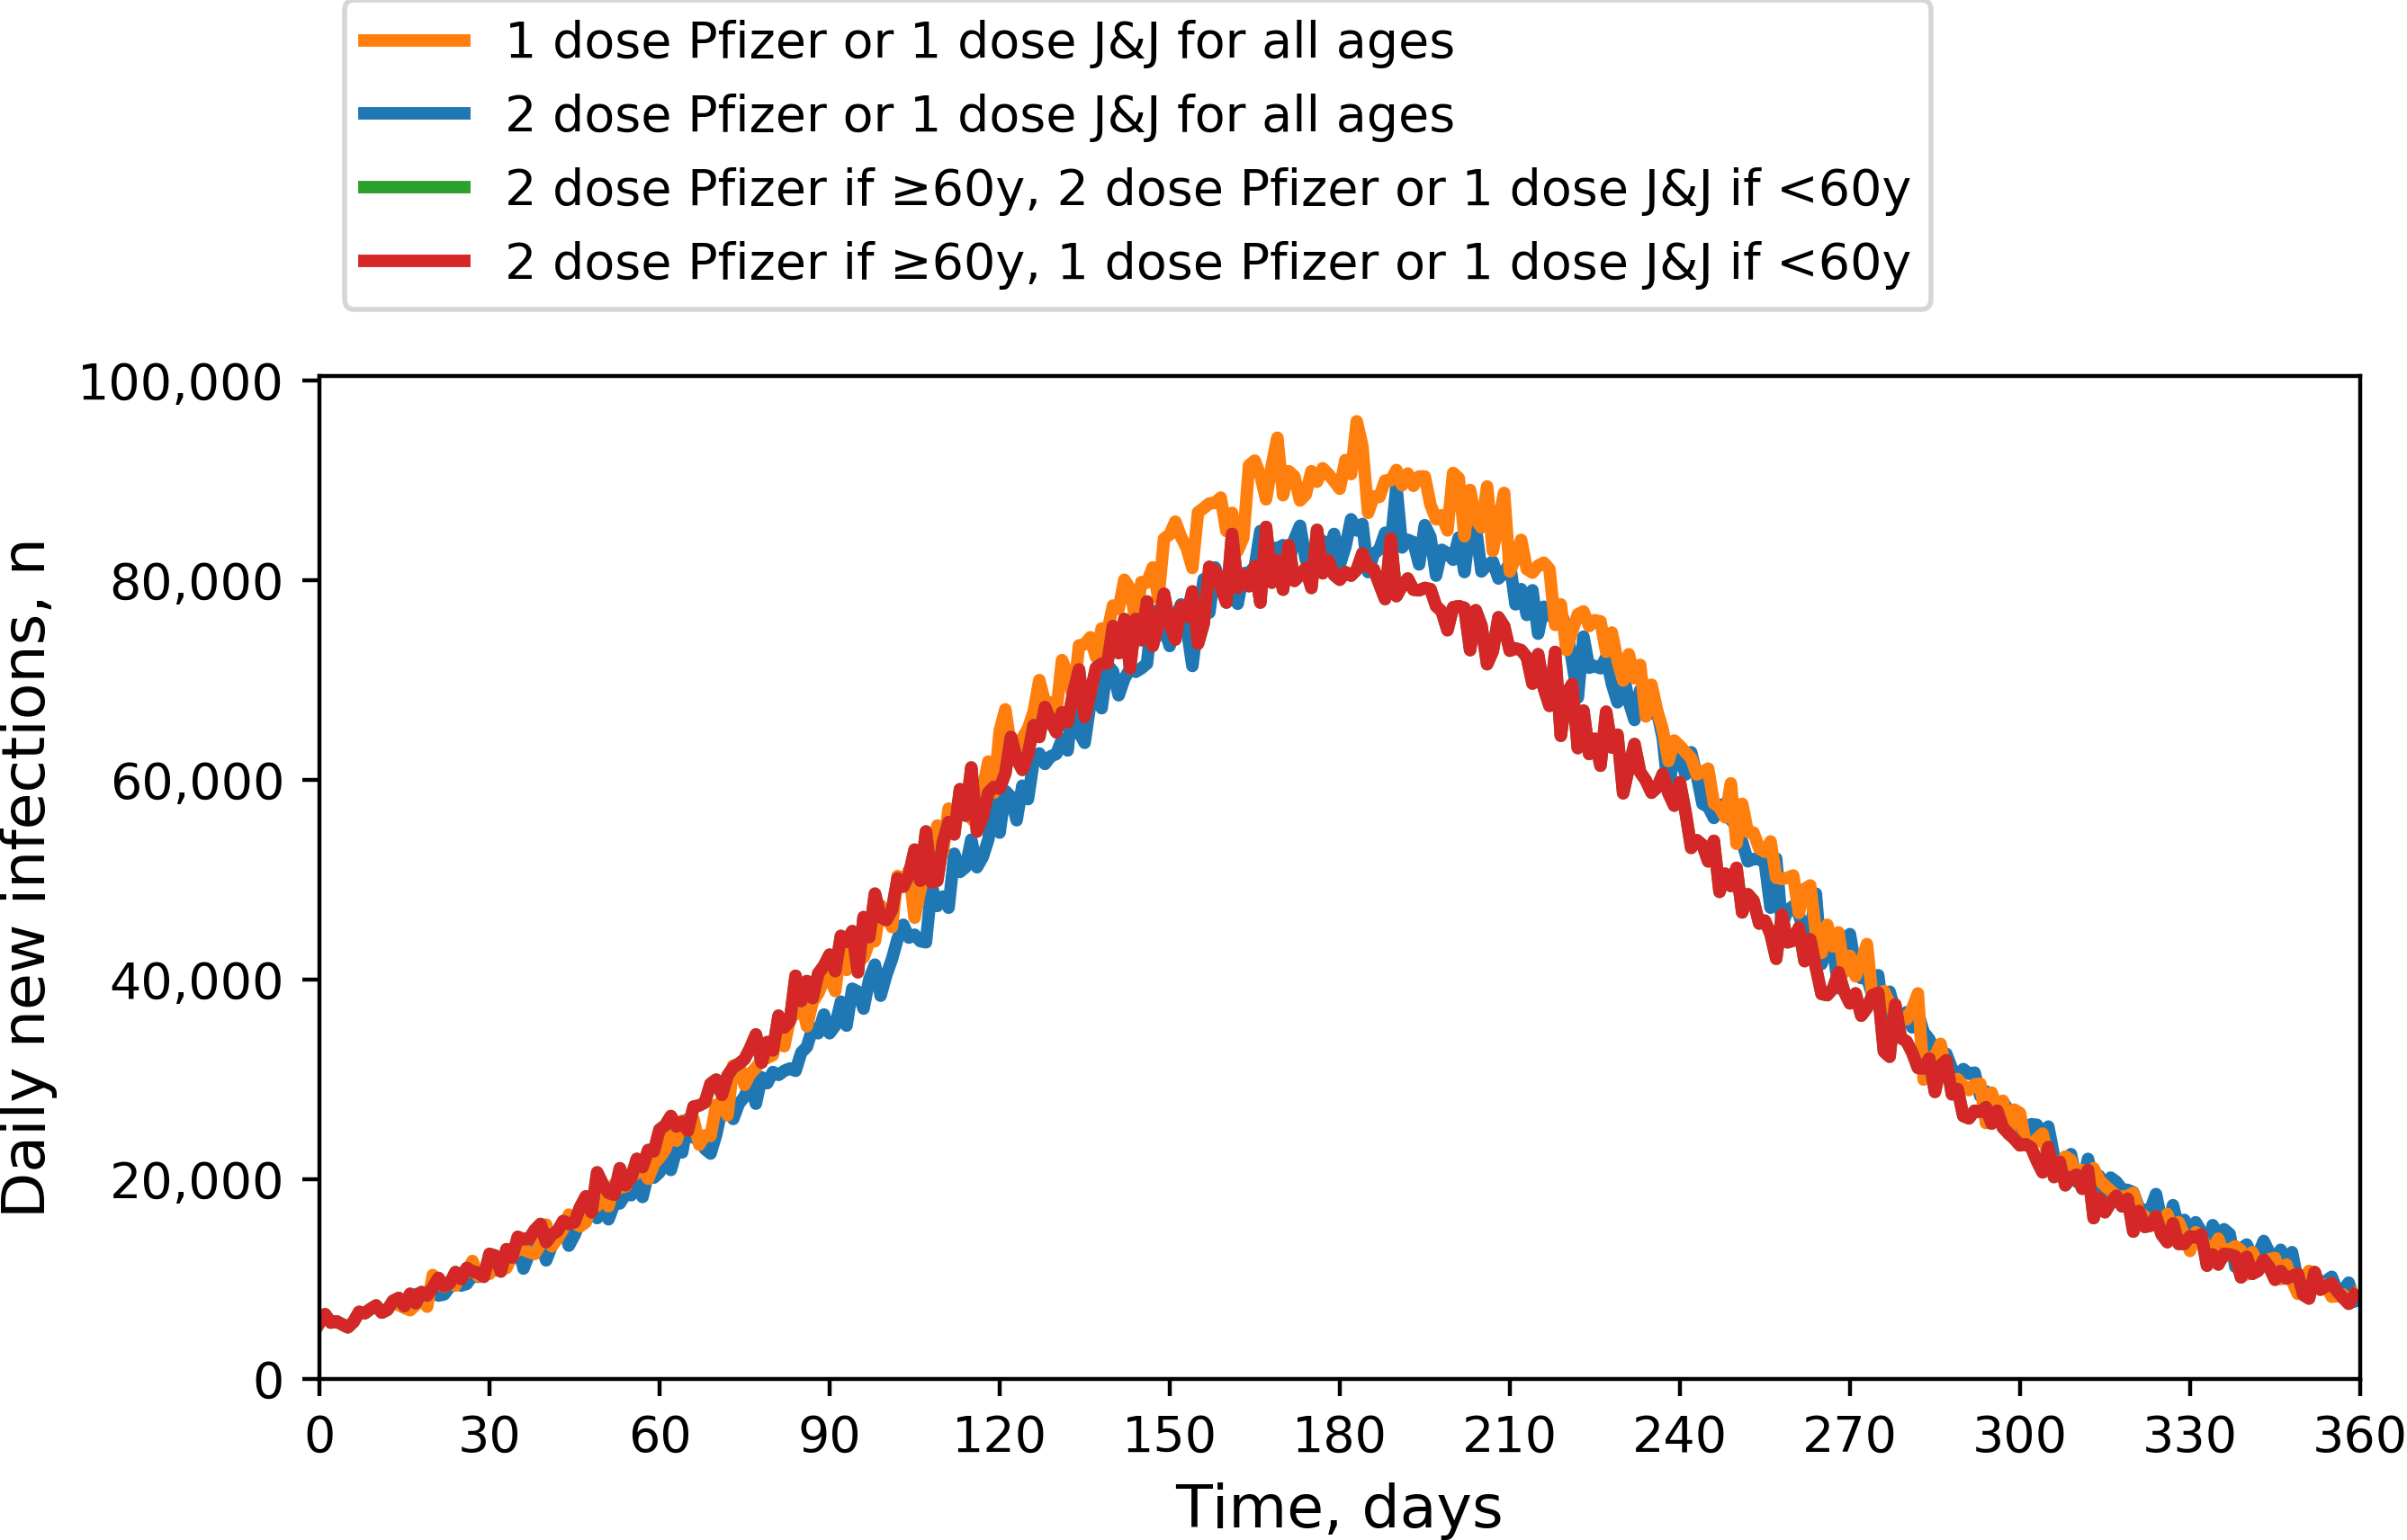 1 dose Pfizer or 1 dose J&J for all ages
2 dose Pfizer or 1 dose J&J for all ages
2 dose Pfizer if ≥60y, 2 dose Pfizer or 1 dose J&J if <60y
2 dose Pfizer if ≥60y, 1 dose Pfizer or 1 dose J&J if <60y
Daily new infections, n
100,000
80,000
60,000
40,000
20,000
0
0 30 60 90 120 150 180 210 240 270 300 330 360
Time, days